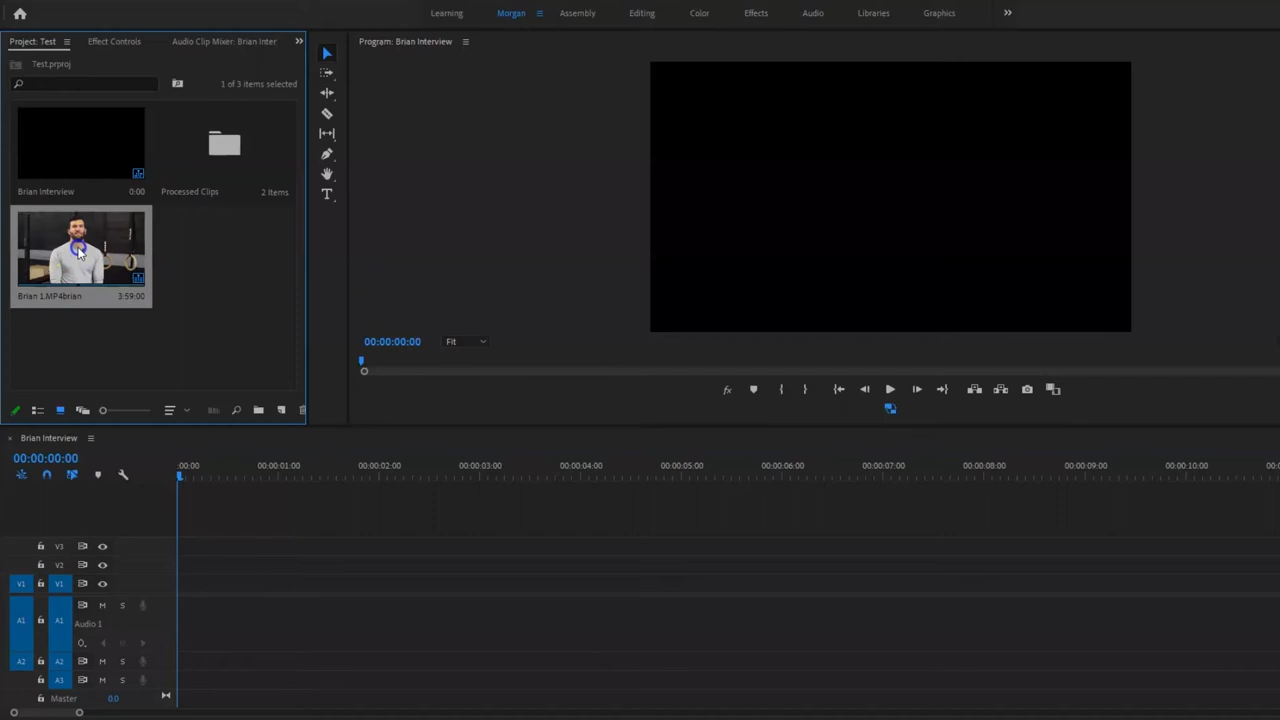 Learning Morgan Assembly Editing Color Effects Audio Libraries Graphics
Project: Test Effect Controls Audio Clip Mixer: Brian Inter
Program: Brian Interview
Test.prproj
1 of 3 items selected
Brian Interview 0:00
Processed Clips 2 Items
Brian 1.MP4brian 3:59:00
00:00:00:00 Fit
fx
T
Brian Interview
00:00:00:00
:00:00 00:00:01:00 00:00:02:00 00:00:03:00 00:00:04:00 00:00:05:00 00:00:06:00 00:00:07:00 00:00:08:00 00:00:09:00 00:00:10:00 00:0
V3
V2
V1 V1
M S
A1 A1
Audio 1
A2 A2 M S
A3 M S
Master 0.0